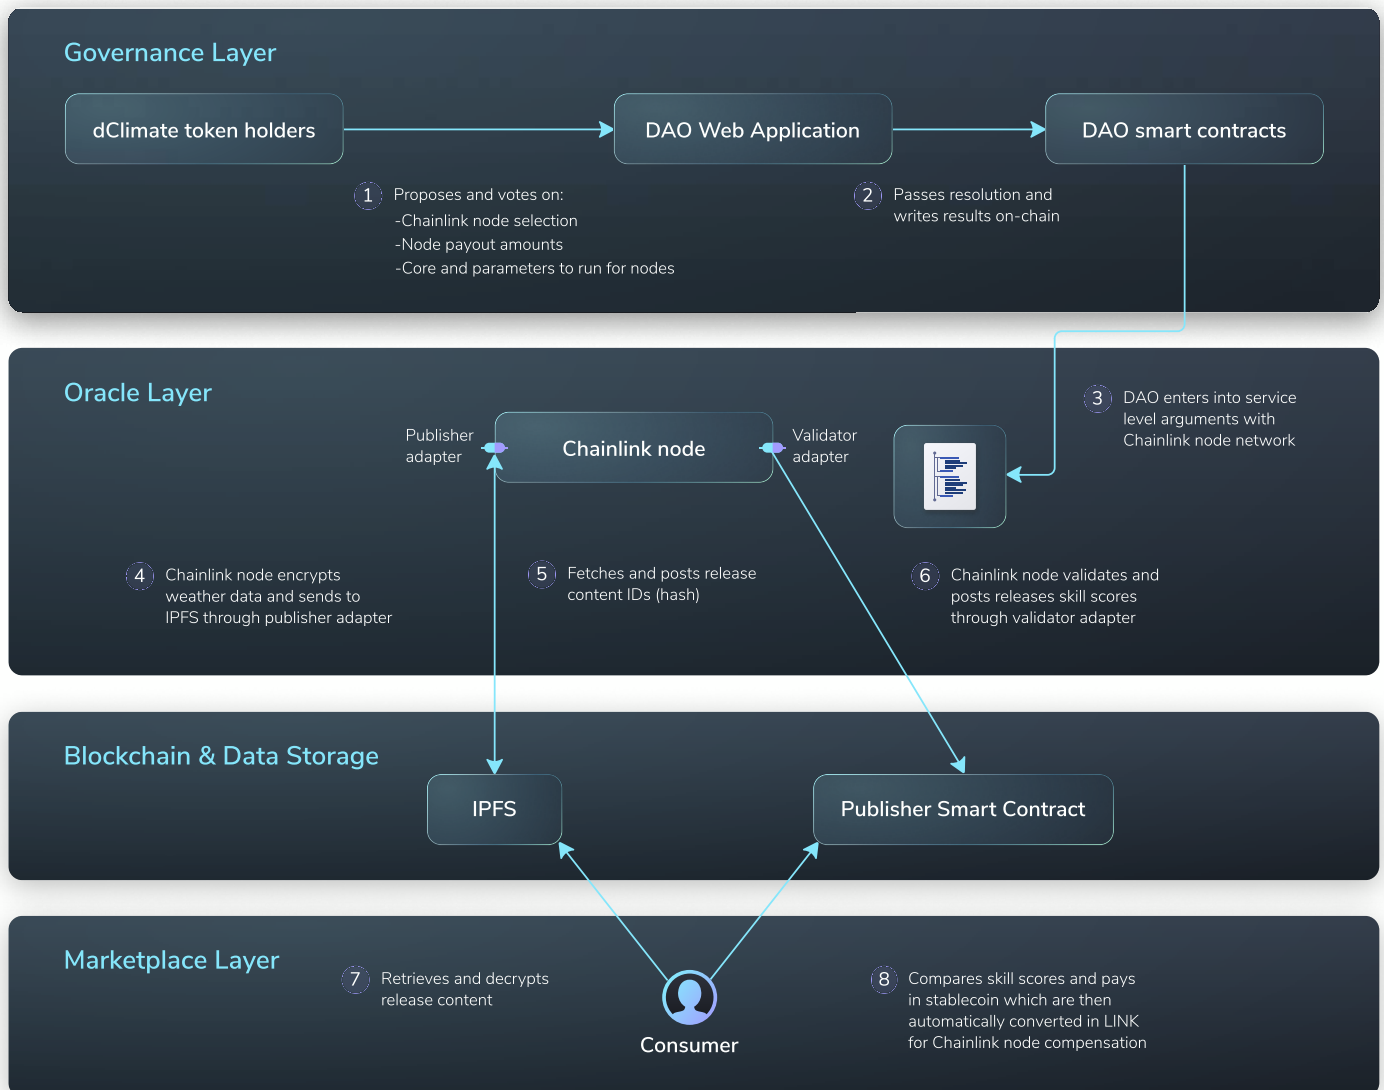 Governance Layer
dClimate token holders
DAO Web Application
DAO smart contracts
1
Proposes and votes on:
-Chainlink node selection
-Node payout amounts
-Core and parameters to run for nodes
2
Passes resolution and
writes results on-chain
Oracle Layer
Publisher
adapter
Chainlink node
Validator
adapter
3
DAO enters into service
level arguments with
Chainlink node network
4
Chainlink node encrypts
weather data and sends to
IPFS through publisher adapter
5
Fetches and posts release
content IDs (hash)
6
Chainlink node validates and
posts releases skill scores
through validator adapter
Blockchain & Data Storage
IPFS
Publisher Smart Contract
Marketplace Layer
7
Retrieves and decrypts
release content
Consumer
8
Compares skill scores and pays
in stablecoin which are then
automatically converted in LINK
for Chainlink node compensation